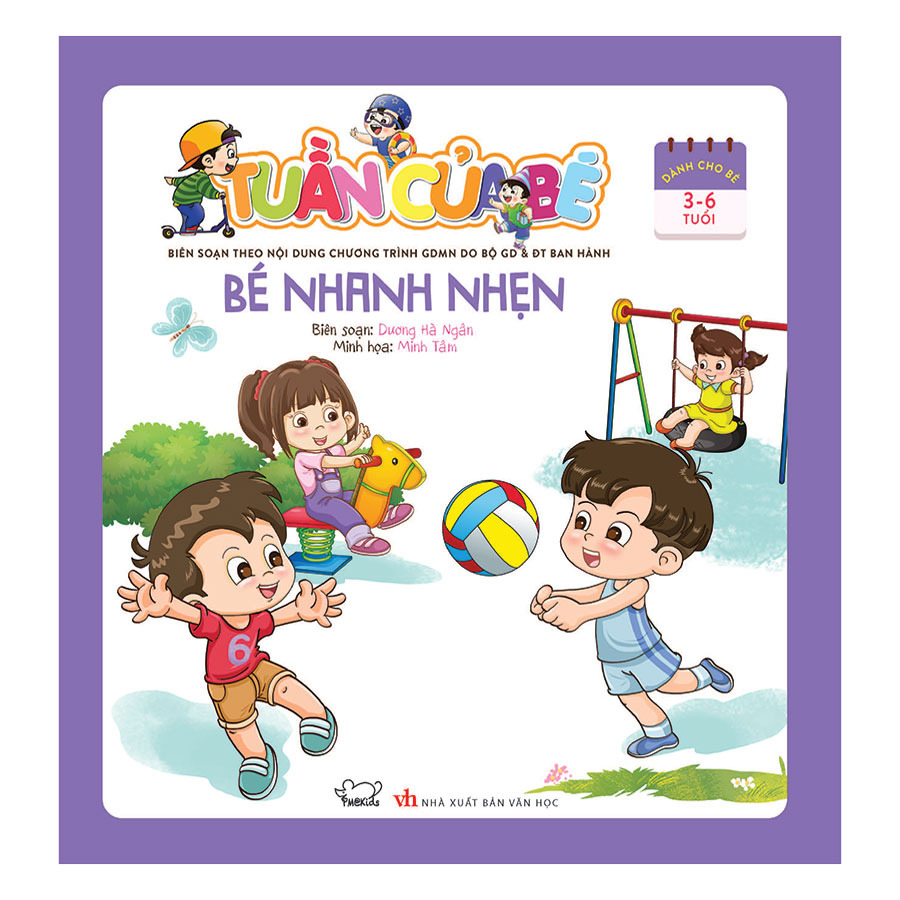 TUẦN CỦA BÉ
DÀNH CHO BÉ
3-6
TUỔI
BIÊN SOẠN THEO NỘI DUNG CHƯƠNG TRÌNH GDMN DO BỘ GD & ĐT BAN HÀNH
BÉ NHANH NHẸN
Biên soạn: Dương Hà Ngân
Minh họa: Minh Tâm
6
PMEKids
vh NHÀ XUẤT BẢN VĂN HỌC